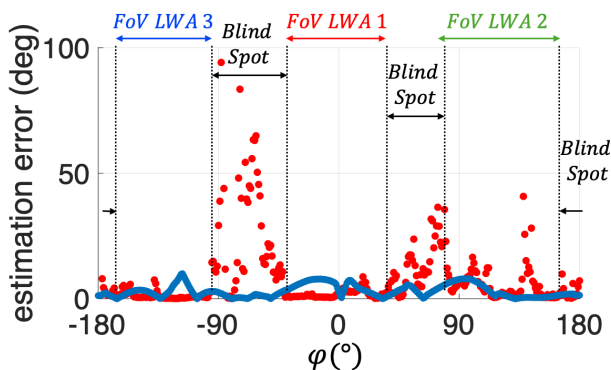 FoV LWA 3
FoV LWA 1
FoV LWA 2
Blind
Spot
Blind
Spot
Blind
Spot
estimation error (deg)
100
50
0
-180
-90
0
90
180
φ(°)